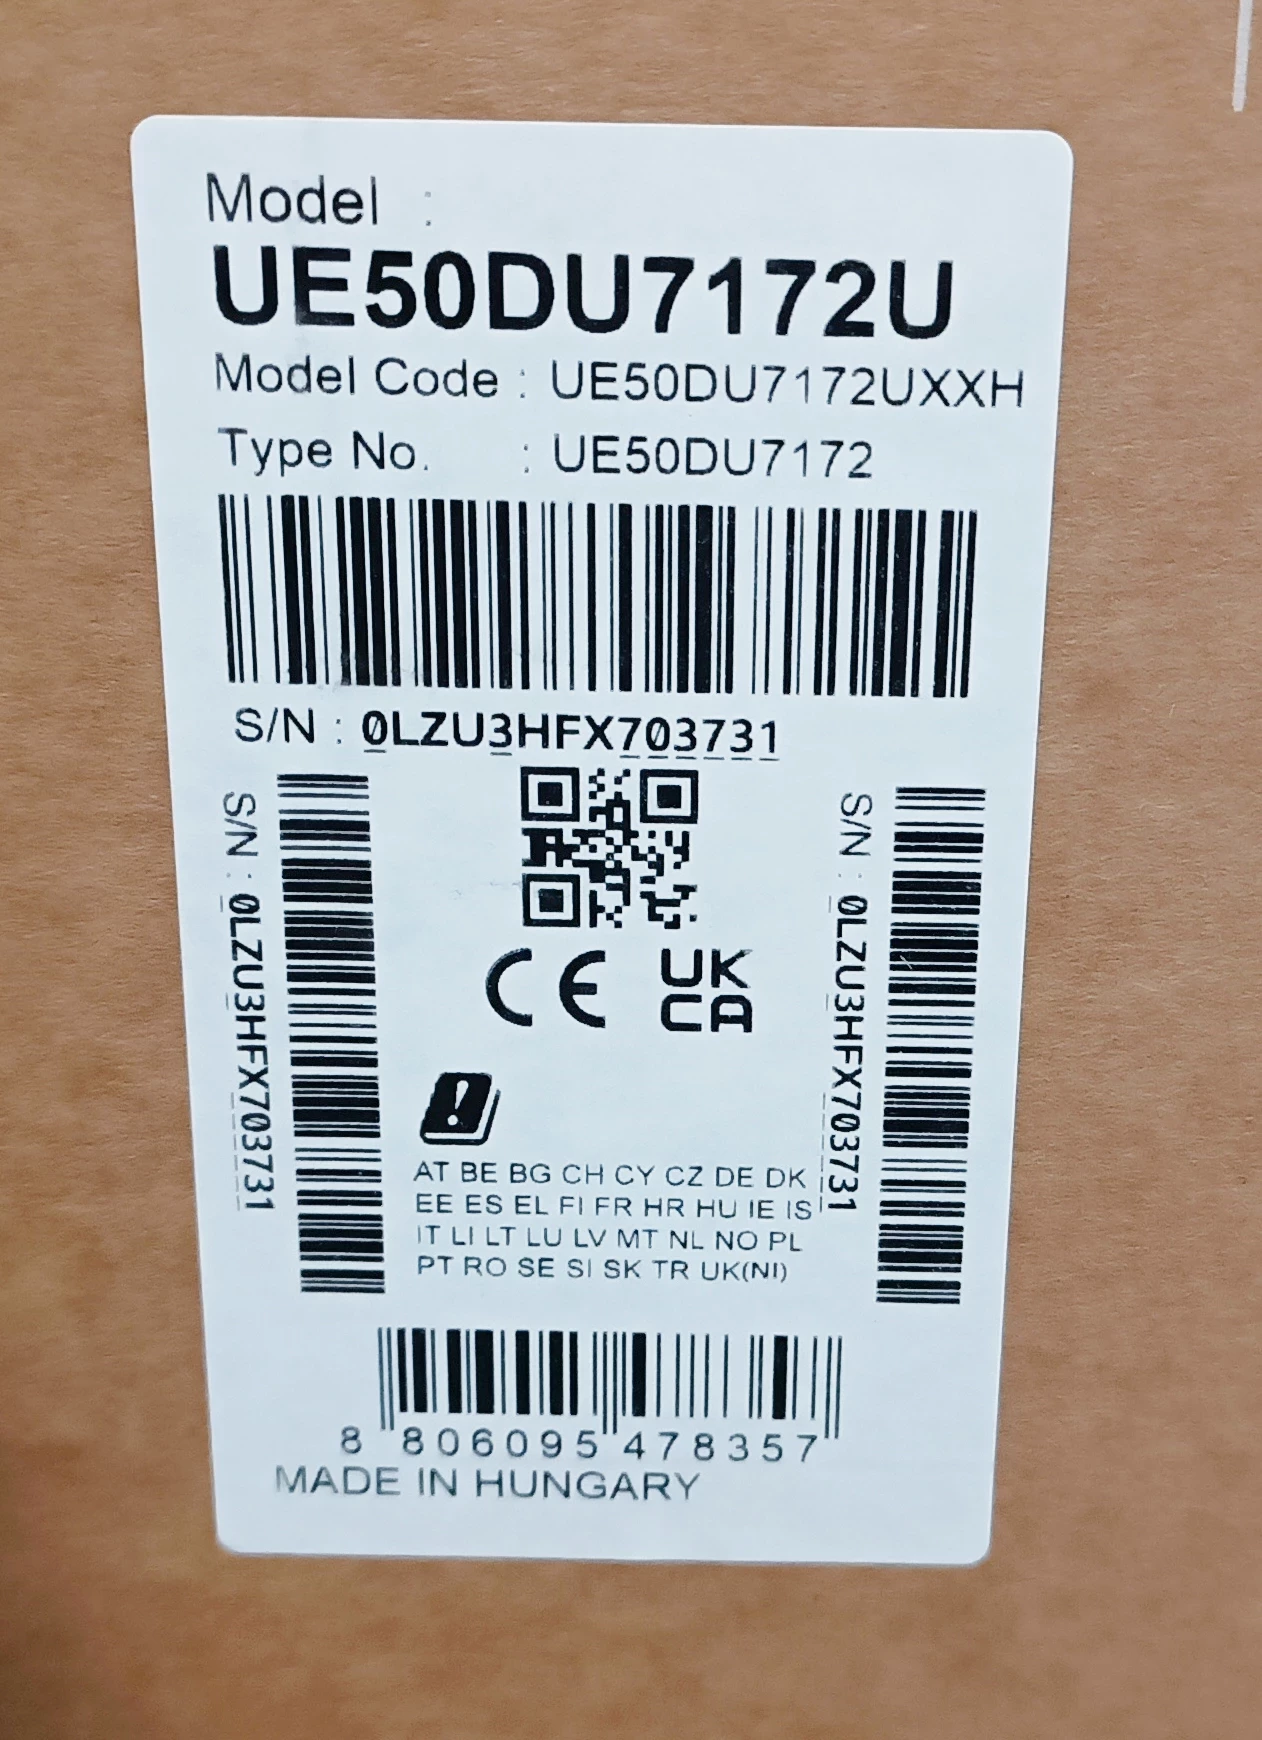 Model :
UE50DU7172U
Model Code : UE50DU7172UXXH
Type No. : UE50DU7172
S/N : 0LZU3HFX703731
S/N : 0LZU3HFX703731
S/N : 0LZU3HFX703731
CE
UK
CA
AT BE BG CH CY CZ DE DK
EE ES EL FI FR HR HU IE IS
IT LI LT LU LV MT NL NO PL
PT RO SE SI SK TR UK(NI)
8 806095 478357
MADE IN HUNGARY